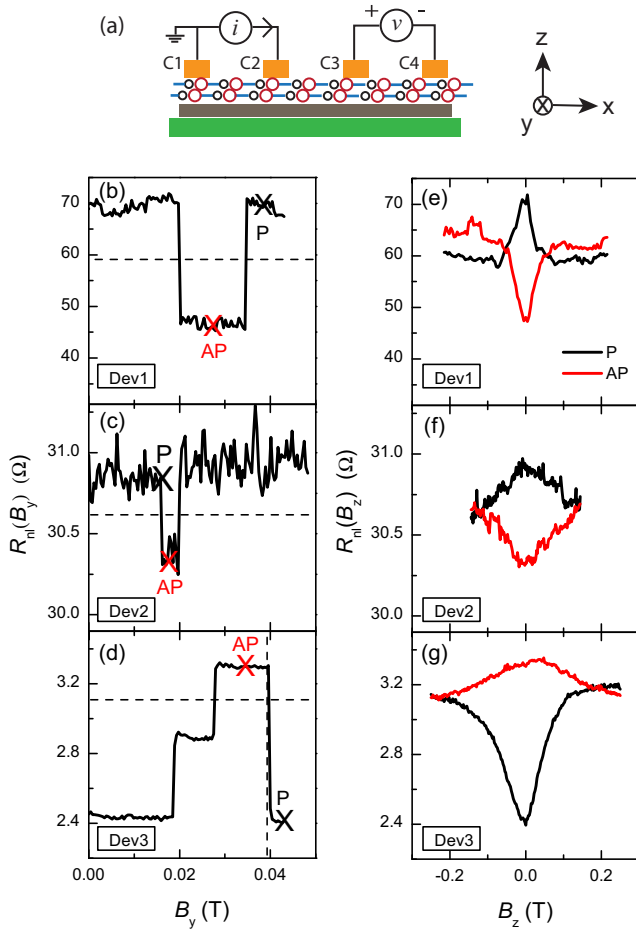 (a)
i
+
v
-
C1
C2
C3
C4
z
x
y
(b)
70
60
50
40
P
AP
Dev1
(c)
31.0
30.5
30.0
P
AP
Dev2
(d)
3.2
2.8
2.4
AP
P
Dev3
0.00
0.02
0.04
B_y (T)
R_nl(B_y) (Ω)
(e)
70
60
50
40
P
AP
Dev1
(f)
31.0
30.5
30.0
Dev2
(g)
3.2
2.8
2.4
Dev3
-0.2
0.0
0.2
B_z (T)
R_nl(B_z) (Ω)